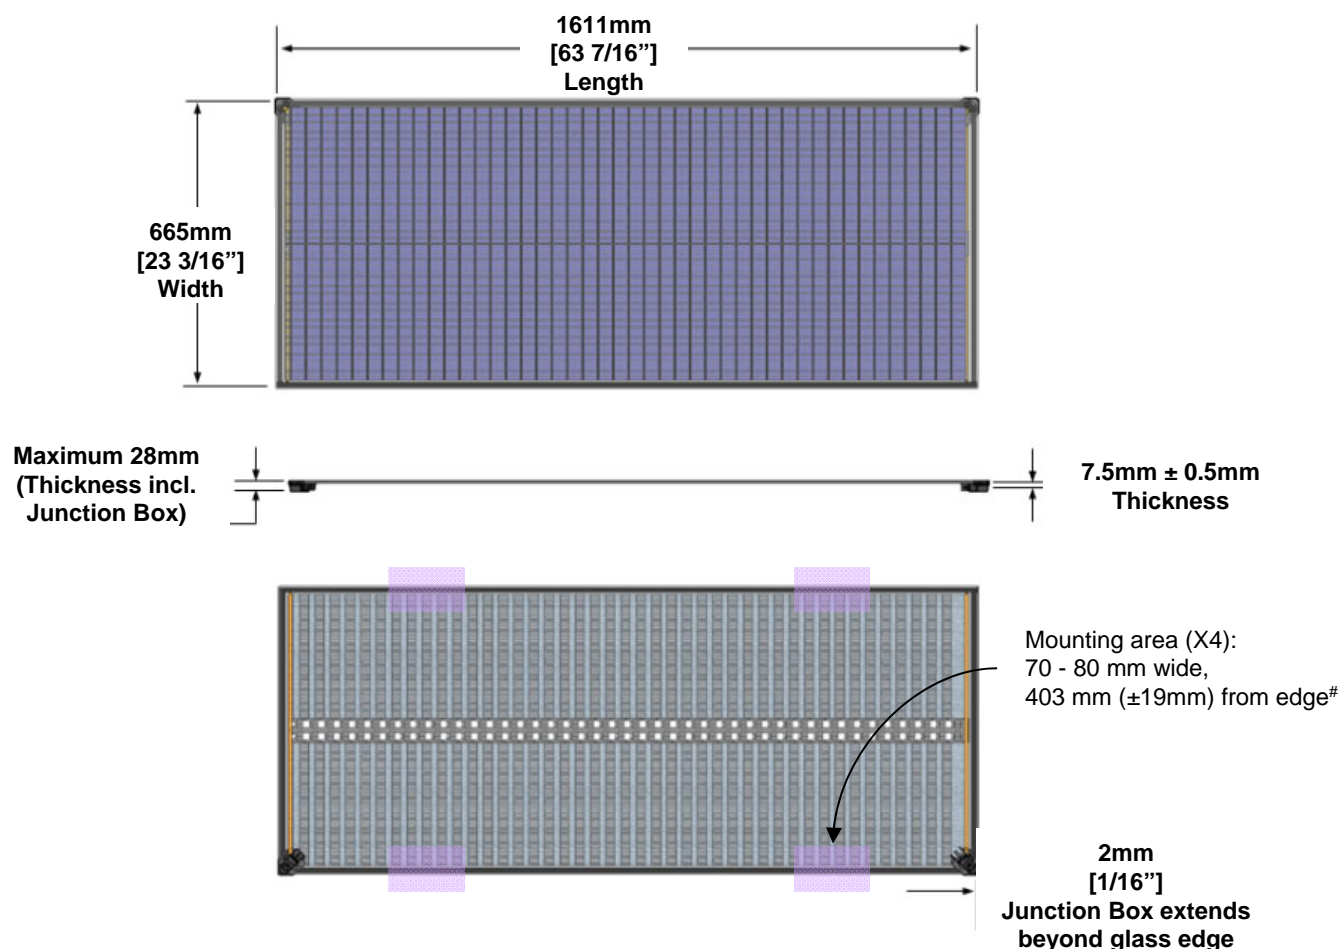 1611mm
[63 7/16”]
Length
665mm
[23 3/16”]
Width
Maximum 28mm
(Thickness incl.
Junction Box)
7.5mm ± 0.5mm
Thickness
Mounting area (X4):
70 - 80 mm wide,
403 mm (±19mm) from edge#
2mm
[1/16”]
Junction Box extends
beyond glass edge